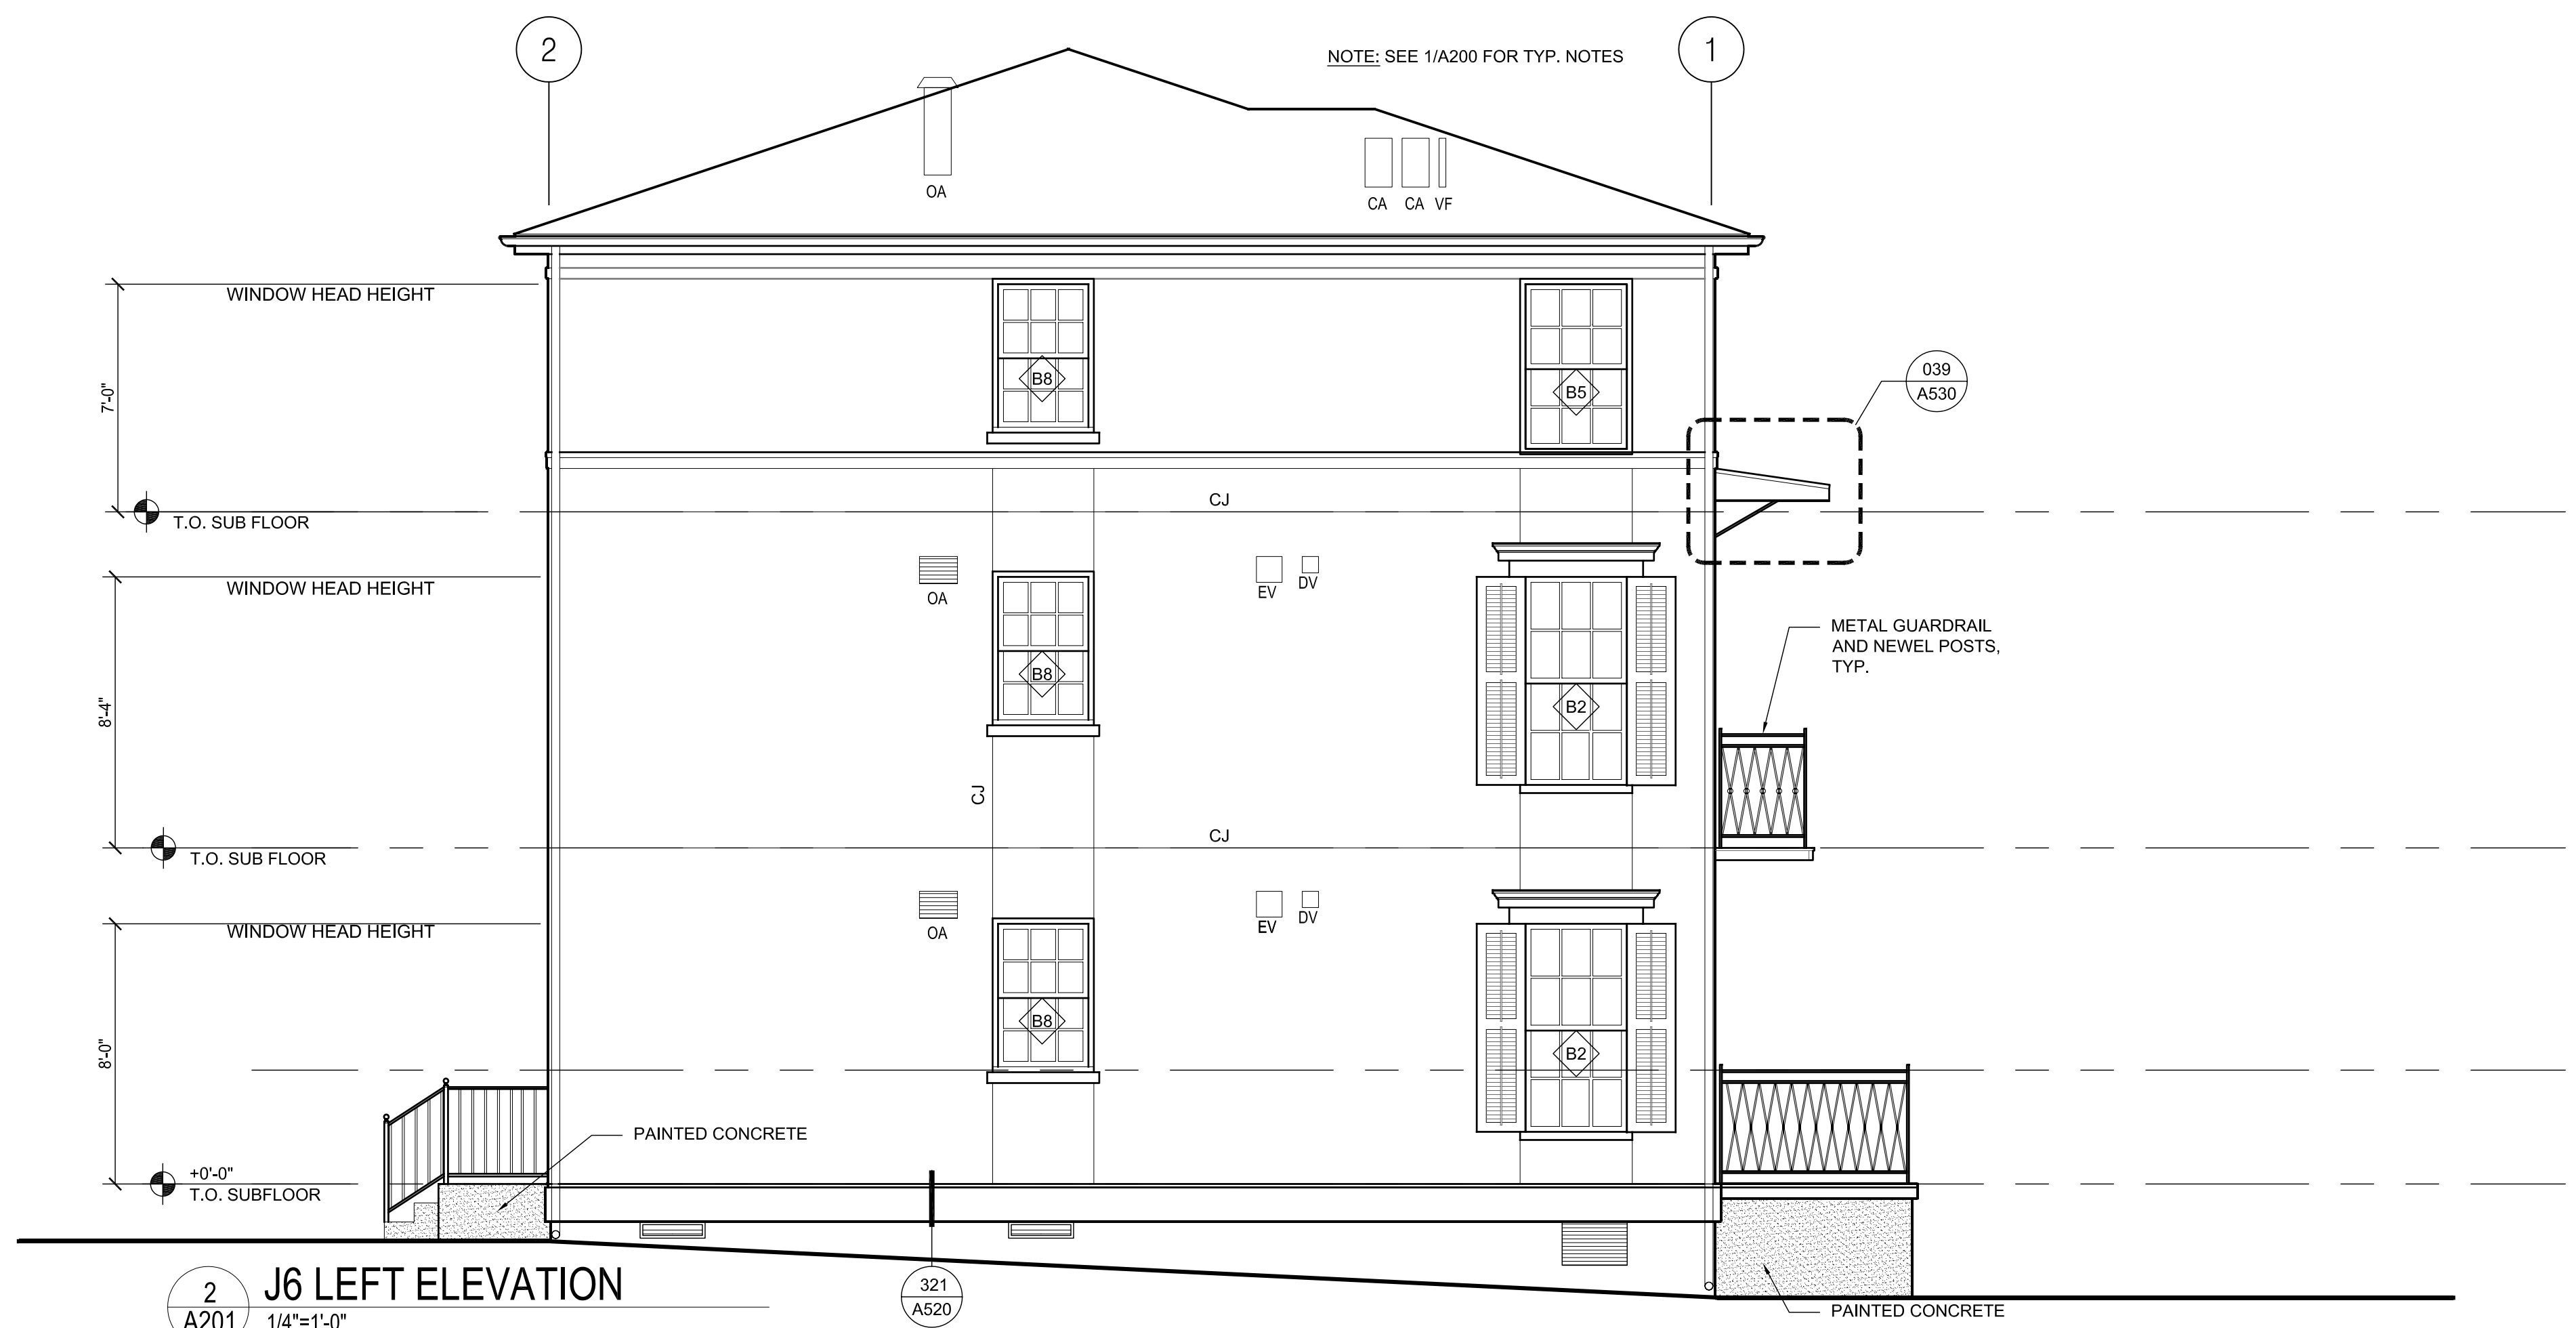 2
NOTE: SEE 1/A200 FOR TYP. NOTES
1
OA
CA CA VF
WINDOW HEAD HEIGHT
7'-0"
B8
B5
039
A530
CJ
T.O. SUB FLOOR
WINDOW HEAD HEIGHT
OA
EV
DV
METAL GUARDRAIL
AND NEWEL POSTS,
TYP.
8'-4"
B8
B2
CJ
CJ
T.O. SUB FLOOR
WINDOW HEAD HEIGHT
OA
EV
DV
8'-0"
B8
B2
PAINTED CONCRETE
+0'-0"
T.O. SUBFLOOR
2
A201
J6 LEFT ELEVATION
1/4"=1'-0"
321
A520
PAINTED CONCRETE